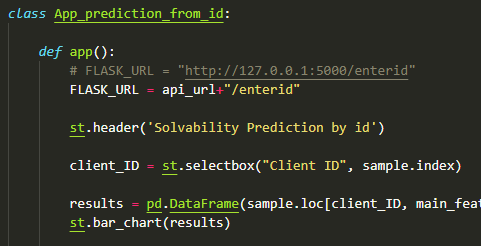 class App_prediction_from_id:
def app():
# FLASK_URL = "http://127.0.0.1:5000/enterid"
FLASK_URL = api_url+"/enterid"
st.header('Solvability Prediction by id')
client_ID = st.selectbox("Client ID", sample.index)
results = pd.DataFrame(sample.loc[client_ID, main_feat
st.bar_chart(results)